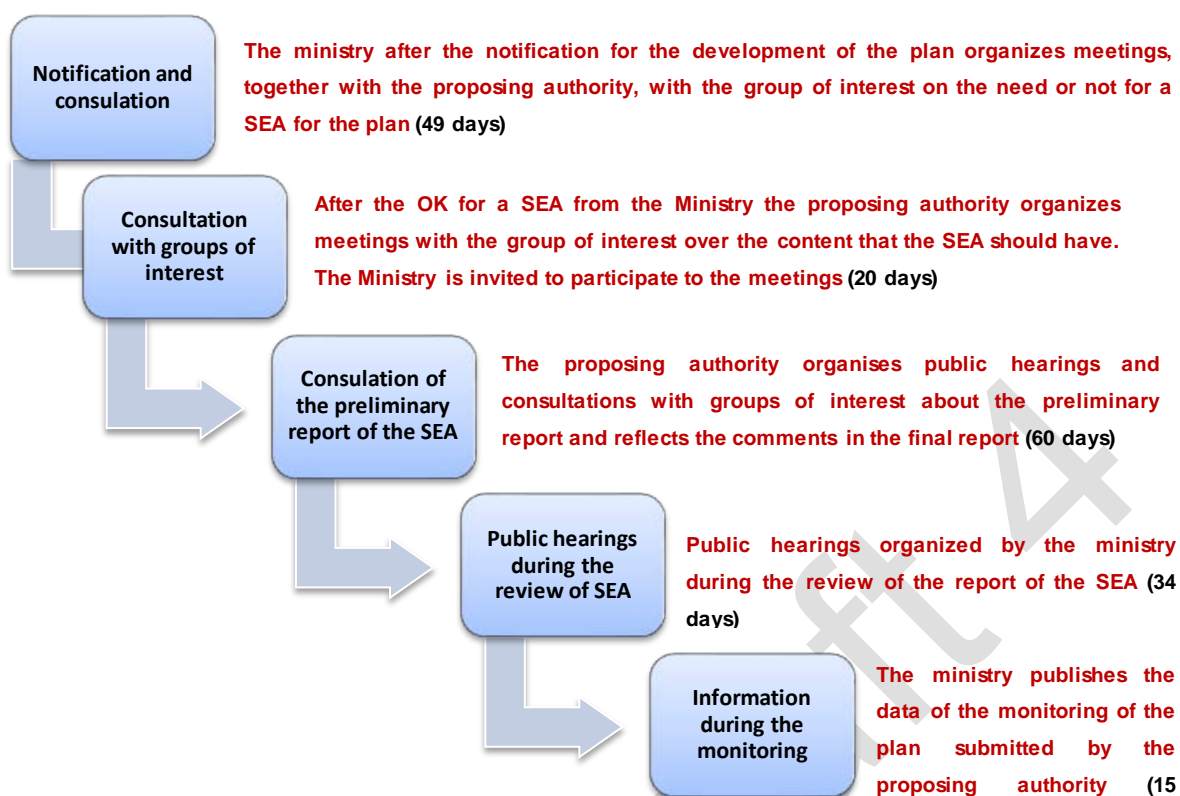 Notification and
consulation
The ministry after the notification for the development of the plan organizes meetings,
together with the proposing authority, with the group of interest on the need or not for a
SEA for the plan (49 days)
Consultation
with groups of
interest
After the OK for a SEA from the Ministry the proposing authority organizes
meetings with the group of interest over the content that the SEA should have.
The Ministry is invited to participate to the meetings (20 days)
Consulation of
the preliminary
report of the SEA
The proposing authority organises public hearings and
consultations with groups of interest about the preliminary
report and reflects the comments in the final report (60 days)
Public hearings
during the
review of SEA
Public hearings organized by the ministry
during the review of the report of the SEA (34
days)
Information
during the
monitoring
The ministry publishes the
data of the monitoring of the
plan submitted by the
proposing authority (15
ft 4